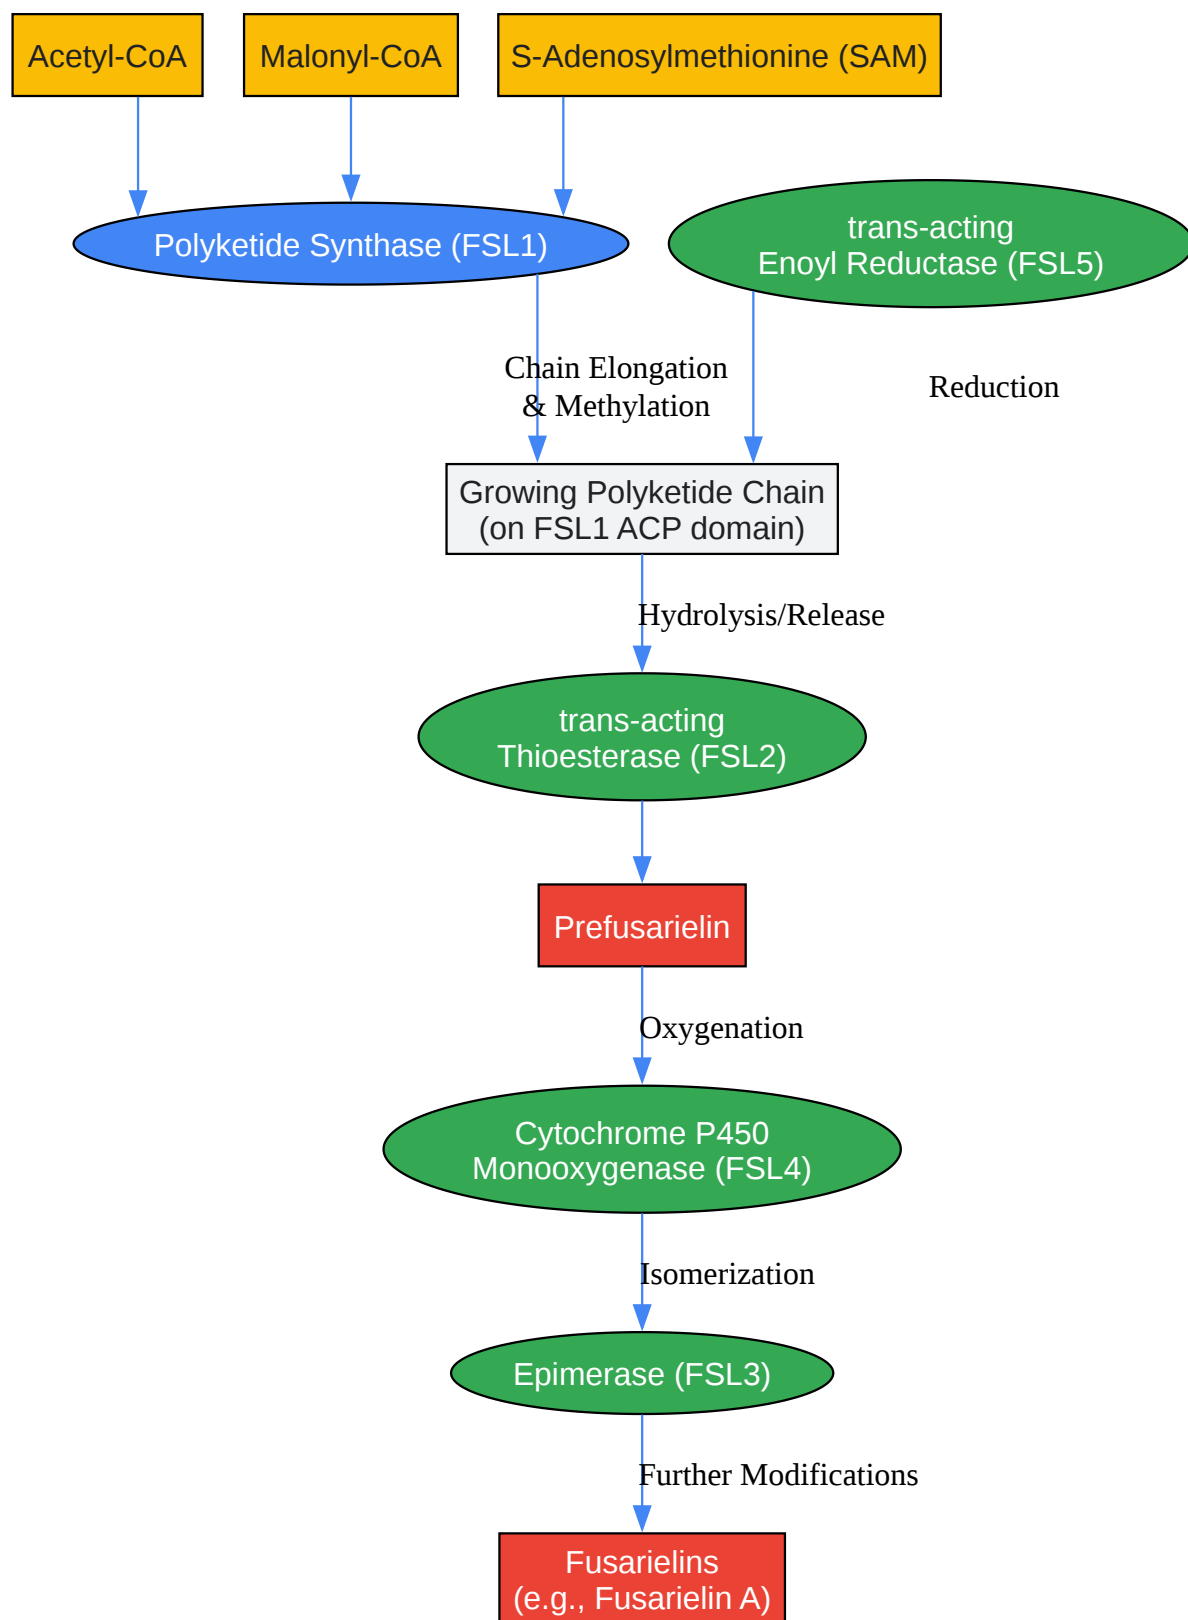 Acetyl-CoA
Malonyl-CoA
S-Adenosylmethionine (SAM)
Polyketide Synthase (FSL1)
trans-acting
Enoyl Reductase (FSL5)
Chain Elongation
& Methylation
Reduction
Growing Polyketide Chain
(on FSL1 ACP domain)
Hydrolysis/Release
trans-acting
Thioesterase (FSL2)
Prefusarielin
Oxygenation
Cytochrome P450
Monooxygenase (FSL4)
Isomerization
Epimerase (FSL3)
Further Modifications
Fusarielins
(e.g., Fusarielin A)